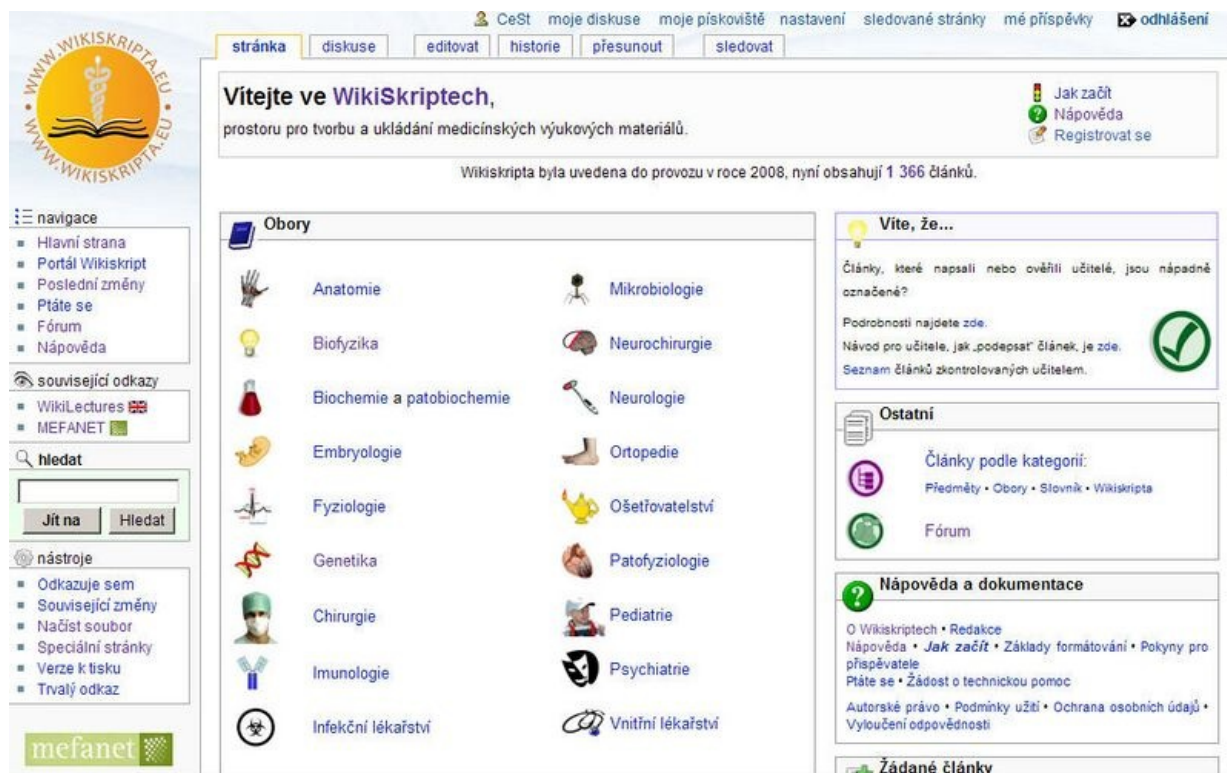 CeSt moje diskuse moje pískoviště nastavení sledované stránky mé příspěvky odhlášení
stránka diskuse editovat historie přesunout sledovat
WWW.WIKISKRIPTA.EU • WWW.WIKISKRIPTA.EU •
Vítejte ve WikiSkriptech,
prostoru pro tvorbu a ukládání medicínských výukových materiálů.
Jak začít
Nápověda
Registrovat se
Wikiskripta byla uvedena do provozu v roce 2008, nyní obsahují 1 366 článků.
navigace
Hlavní strana
Portál Wikiskript
Poslední změny
Ptáte se
Fórum
Nápověda
související odkazy
WikiLectures
MEFANET
hledat
Jít na Hledat
nástroje
Odkazuje sem
Související změny
Načíst soubor
Speciální stránky
Verze k tisku
Trvalý odkaz
mefanet
Obory
Anatomie
Biofyzika
Biochemie a patobiochemie
Embryologie
Fyziologie
Genetika
Chirurgie
Imunologie
Infekční lékařství
Mikrobiologie
Neurochirurgie
Neurologie
Ortopedie
Ošetřovatelství
Patofyziologie
Pediatrie
Psychiatrie
Vnitřní lékařství
Víte, že...
Články, které napsali nebo ověřili učitelé, jsou nápadně
označené?
Podrobnosti najdete zde.
Návod pro učitele, jak „podepsat" článek, je zde.
Seznam článků zkontrolovaných učitelem.
Ostatní
Články podle kategorií:
Předměty • Obory • Slovník • Wikiskripta
Fórum
Nápověda a dokumentace
O Wikiskriptech • Redakce
Nápověda • Jak začít • Základy formátování • Pokyny pro
přispěvatele
Ptáte se • Žádost o technickou pomoc
Autorské právo • Podmínky užití • Ochrana osobních údajů •
Vyloučení odpovědnosti
Žádané články